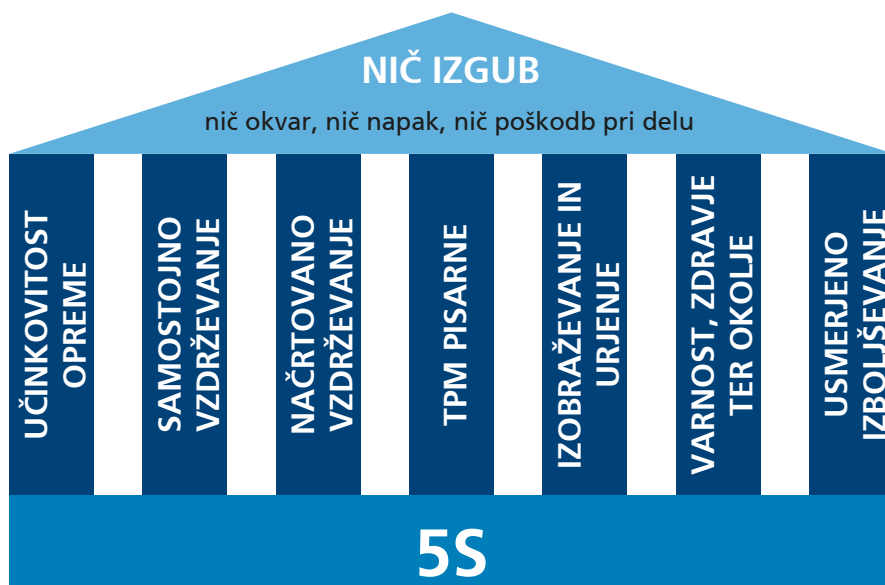 NIČ IZGUB
nič okvar, nič napak, nič poškodb pri delu
UČINKOVITOST
OPREME
SAMOSTOJNO
VZDRŽEVANJE
NAČRTOVANO
VZDRŽEVANJE
TPM PISARNE
IZOBRAŽEVANJE IN
URJENJE
VARNOST, ZDRAVJE
TER OKOLJE
USMERJENO
IZBOLJŠEVANJE
5S